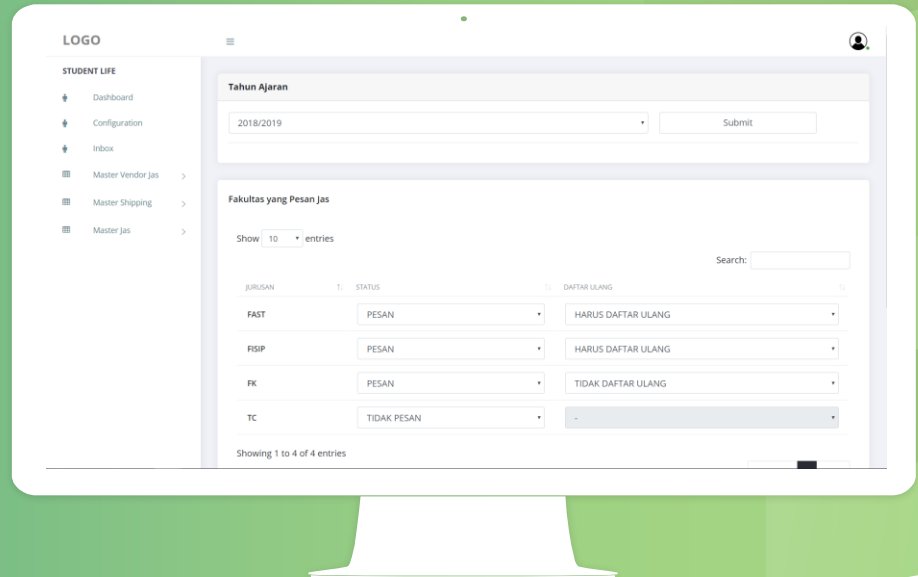 LOGO
STUDENT LIFE
Dashboard
Configuration
Inbox
Master Vendor Jas
Master Shipping
Master Jas
Tahun Ajaran
2018/2019 Submit
Fakultas yang Pesan Jas
Show 10 entries
Search:
JURUSAN STATUS DAFTAR ULANG
FAST PESAN HARUS DAFTAR ULANG
FISIP PESAN HARUS DAFTAR ULANG
FK PESAN TIDAK DAFTAR ULANG
TC TIDAK PESAN -
Showing 1 to 4 of 4 entries